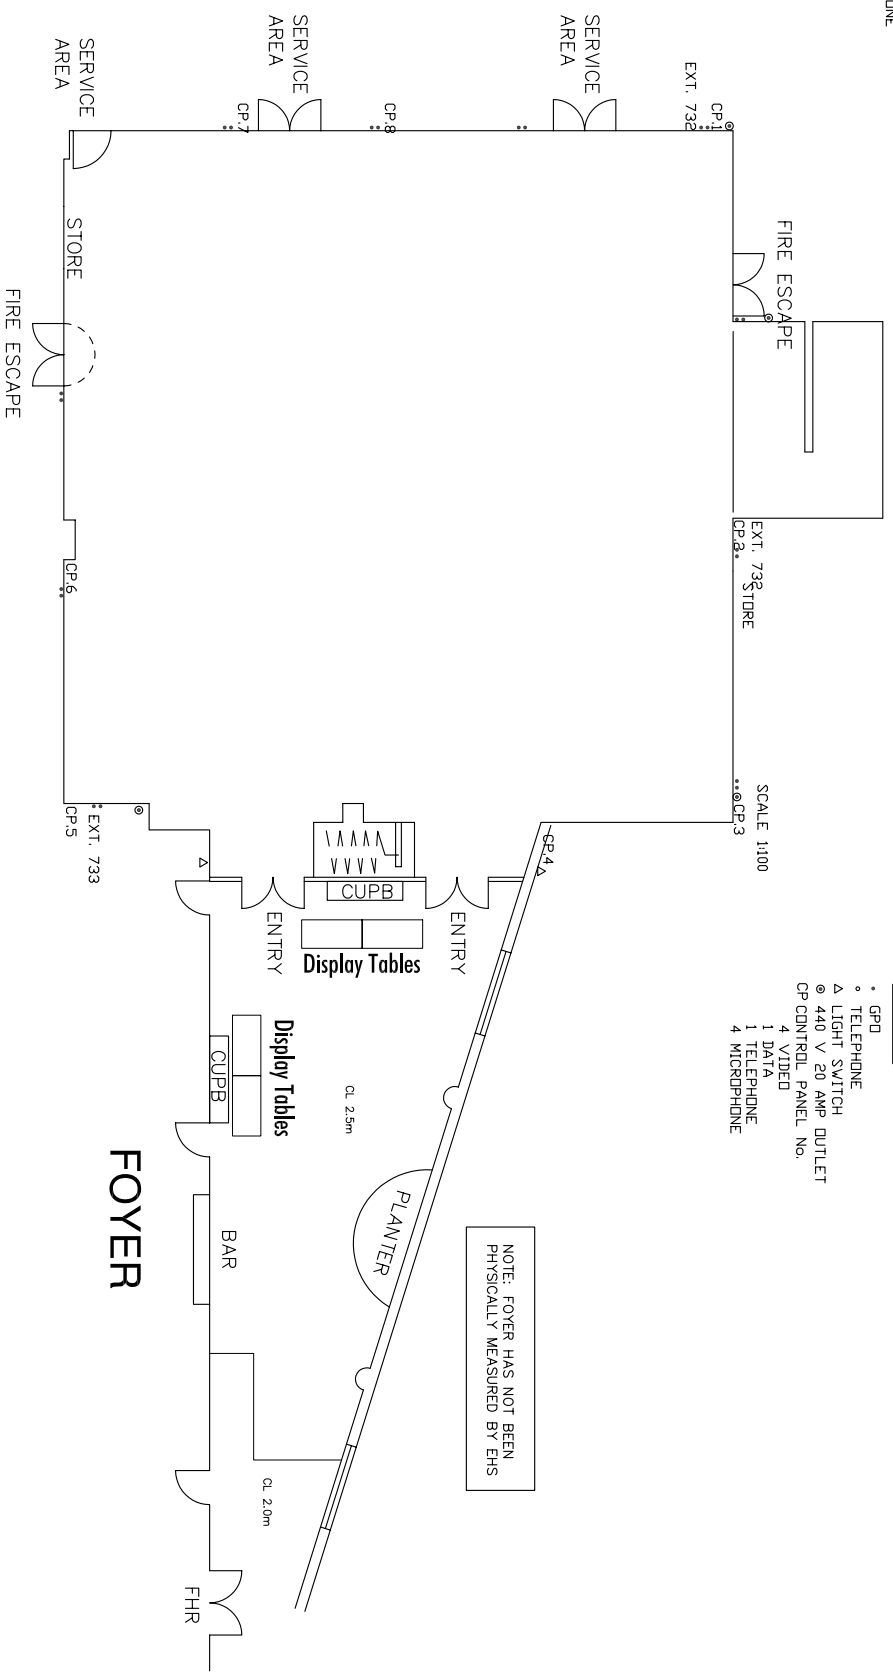 ONE
SERVICE
AREA
SERVICE
AREA
SERVICE
AREA
EXT. 732
CP.1
CP.8
CP.7
FIRE ESCAPE
STORE
FIRE ESCAPE
EXT. 732
CP.2
STORE
CP.6
SCALE 1:100
CP.3
CP.4
CP.5
EXT. 733
CUPB
ENTRY
ENTRY
Display Tables
Display Tables
CUPB
CL 2.5m
GPO
TELEPHONE
LIGHT SWITCH
440 V 20 AMP OUTLET
CP CONTROL PANEL No.
4 VIDEO
1 DATA
1 TELEPHONE
4 MICROPHONE
PLANTER
NOTE: FOYER HAS NOT BEEN
PHYSICALLY MEASURED BY EHS
BAR
FOYER
CL 2.0m
FHR